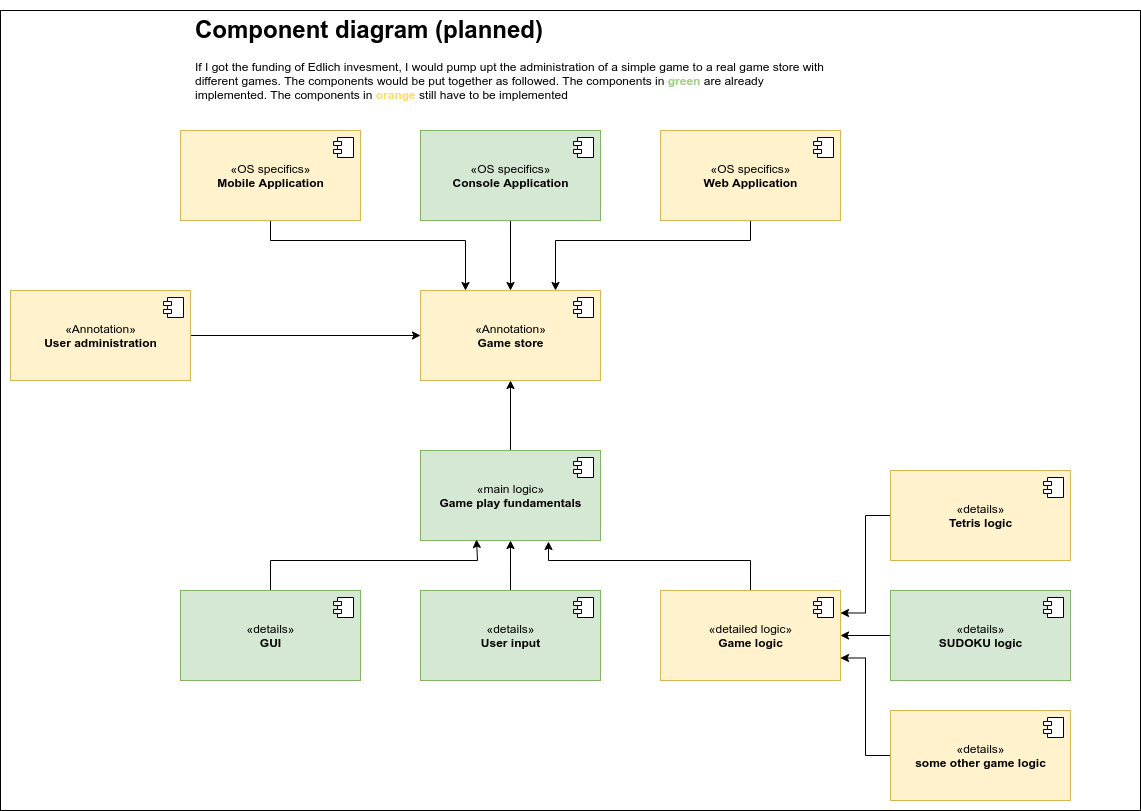 Component diagram (planned)
If I got the funding of Edlich invesment, I would pump upt the administration of a simple game to a real game store with
different games. The components would be put together as followed. The components in green are already
implemented. The components in orange still have to be implemented
«OS specifics»
Mobile Application
«OS specifics»
Console Application
«OS specifics»
Web Application
«Annotation»
User administration
«Annotation»
Game store
«main logic»
Game play fundamentals
«details»
Tetris logic
«details»
GUI
«details»
User input
«detailed logic»
Game logic
«details»
SUDOKU logic
«details»
some other game logic